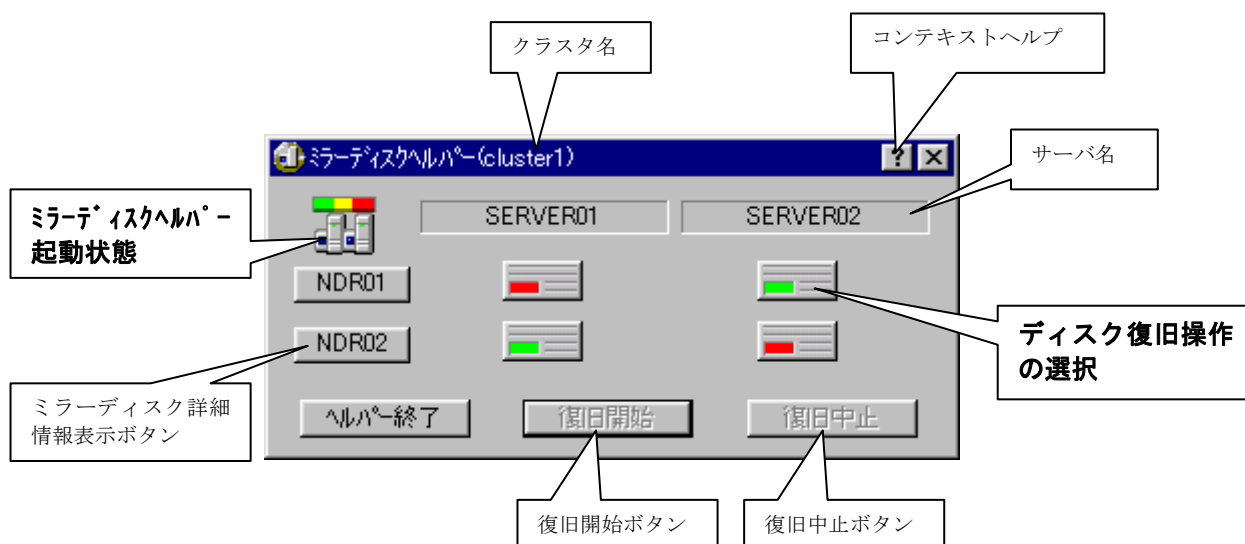 クラスタ名
コンテキストヘルプ
ミラーディスクヘルパー(cluster1)
?
サーバ名
SERVER01
SERVER02
ミラーディスクヘルパー
起動状態
NDR01
NDR02
ディスク復旧操作
の選択
ミラーディスク詳細
情報表示ボタン
ヘルパー終了
復旧開始
復旧中止
復旧開始ボタン
復旧中止ボタン